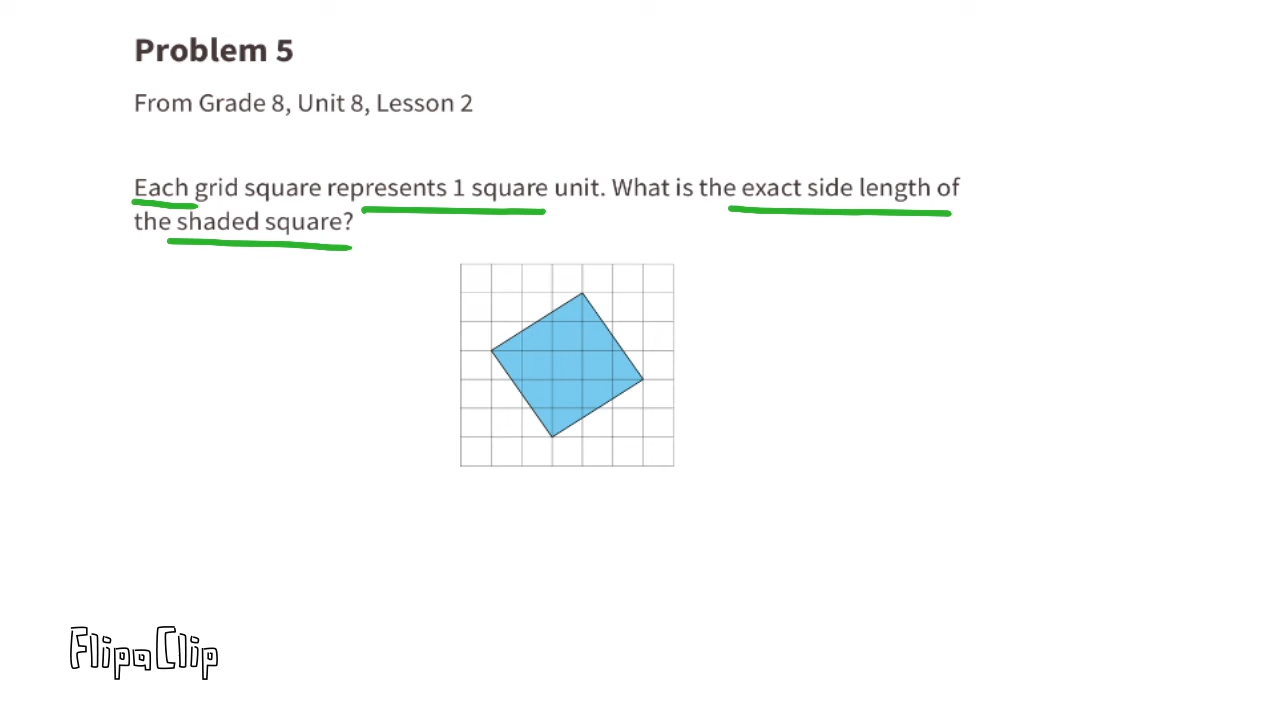 Problem 5
From Grade 8, Unit 8, Lesson 2
Each grid square represents 1 square unit. What is the exact side length of
the shaded square?
FlipaClip